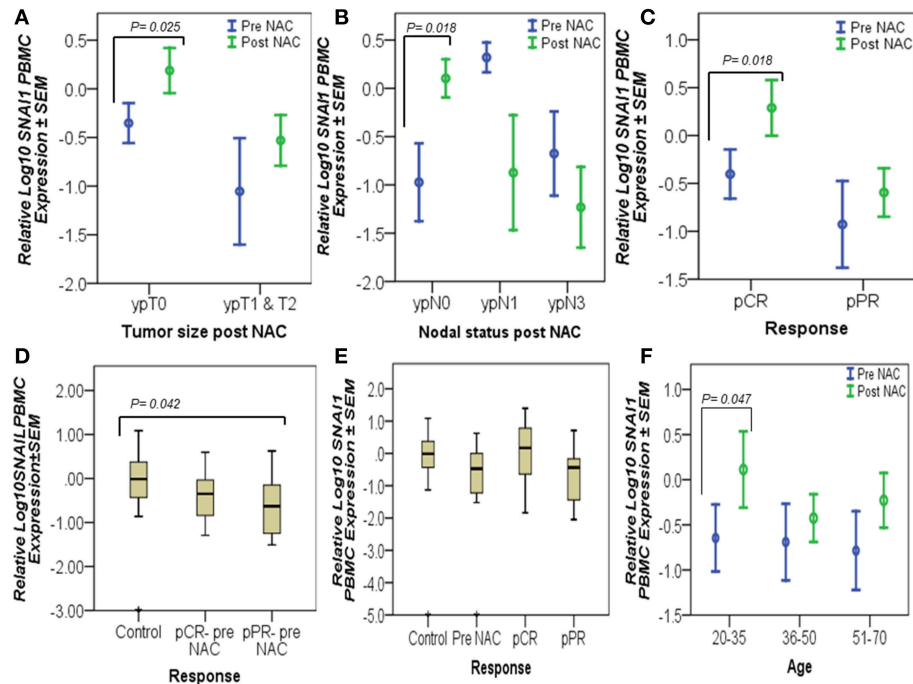 A
Relative Log10 SNAI1 PBMC
Expression ± SEM
P= 0.025
Pre NAC
Post NAC
0.5
0.0
-0.5
-1.0
-1.5
-2.0
ypT0
ypT1 & T2
Tumor size post NAC
B
Relative Log10 SNAI1 PBMC
Expression ± SEM
P= 0.018
Pre NAC
Post NAC
0.5
0.0
-0.5
-1.0
-1.5
-2.0
ypN0
ypN1
ypN3
Nodal status post NAC
C
Relative Log10 SNAI1 PBMC
Expression ± SEM
P= 0.018
Pre NAC
Post NAC
1.0
0.5
0.0
-0.5
-1.0
-1.5
pCR
pPR
Response
D
Relative Log10SNAILPBMC
Exxpression±SEM
P= 0.042
2.00
1.00
.00
-1.00
-2.00
-3.00
Control
pCR- pre
NAC
pPR- pre
NAC
Response
E
Relative Log10 SNAI1
PBMC Expression ± SEM
2.0
1.0
.0
-1.0
-2.0
-3.0
-4.0
-5.0
Control
Pre NAC
pCR
pPR
Response
F
Relative Log10 SNAI1
PBMC Expression ± SEM
P= 0.047
Pre NAC
Post NAC
1.0
0.5
0.0
-0.5
-1.0
-1.5
20-35
36-50
51-70
Age